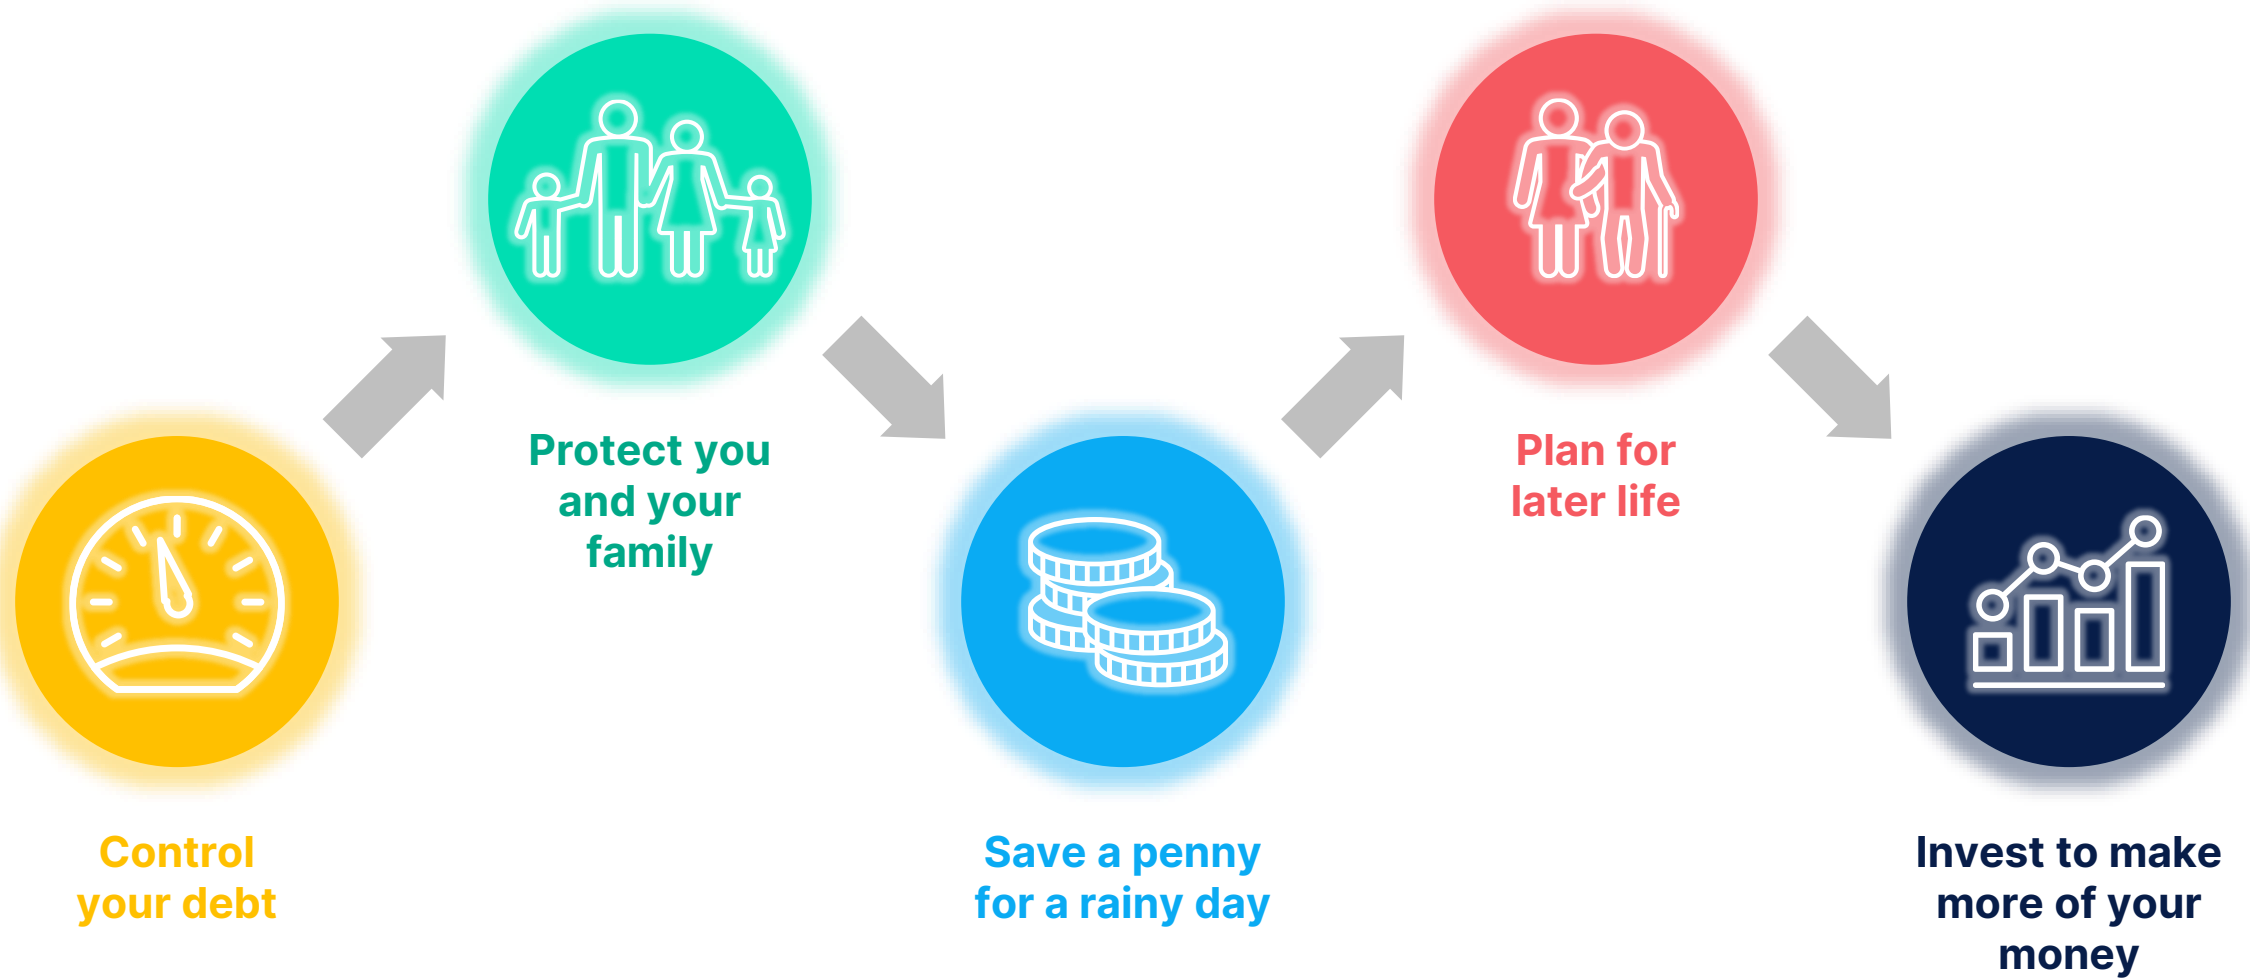 Control
your debt
Protect you
and your
family
Save a penny
for a rainy day
Plan for
later life
Invest to make
more of your
money